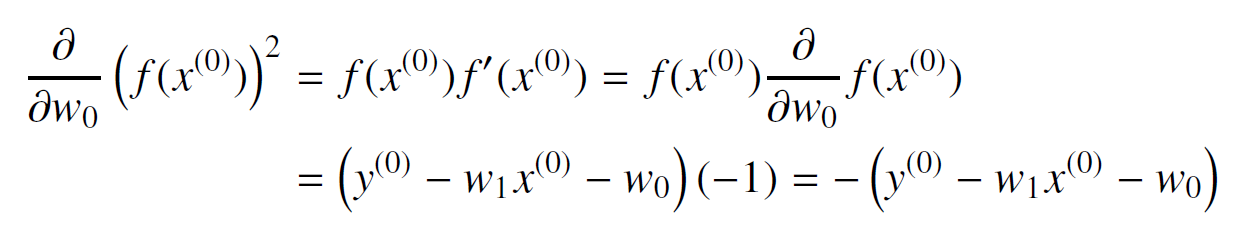 ∂/∂w₀ (f(x⁽⁰⁾))² = f(x⁽⁰⁾)f′(x⁽⁰⁾) = f(x⁽⁰⁾) ∂/∂w₀ f(x⁽⁰⁾)
= (y⁽⁰⁾ − w₁x⁽⁰⁾ − w₀)(−1) = −(y⁽⁰⁾ − w₁x⁽⁰⁾ − w₀)